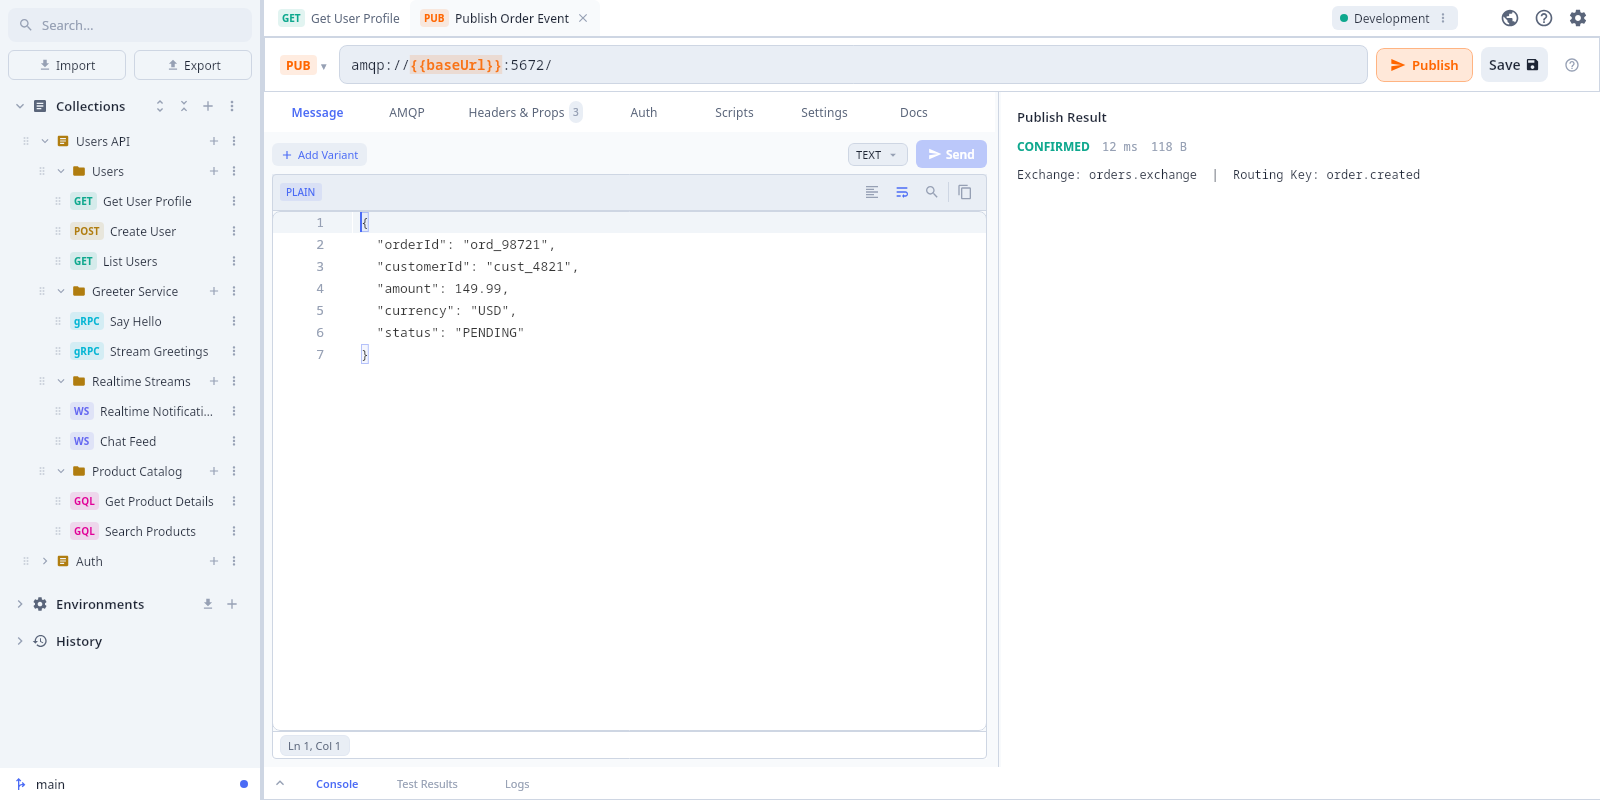 Search...
Import
Export
Collections
Users API
Users
GET Get User Profile
POST Create User
GET List Users
Greeter Service
gRPC Say Hello
gRPC Stream Greetings
Realtime Streams
WS Realtime Notificati...
WS Chat Feed
Product Catalog
GQL Get Product Details
GQL Search Products
Auth
Environments
History
main
GET Get User Profile
PUB Publish Order Event
Development
PUB
amqp://{{baseUrl}}:5672/
Publish
Save
Message
AMQP
Headers & Props 3
Auth
Scripts
Settings
Docs
Add Variant
TEXT
Send
PLAIN
1 {
2 "orderId": "ord_98721",
3 "customerId": "cust_4821",
4 "amount": 149.99,
5 "currency": "USD",
6 "status": "PENDING"
7 }
Ln 1, Col 1
Publish Result
CONFIRMED 12 ms 118 B
Exchange: orders.exchange | Routing Key: order.created
Console
Test Results
Logs